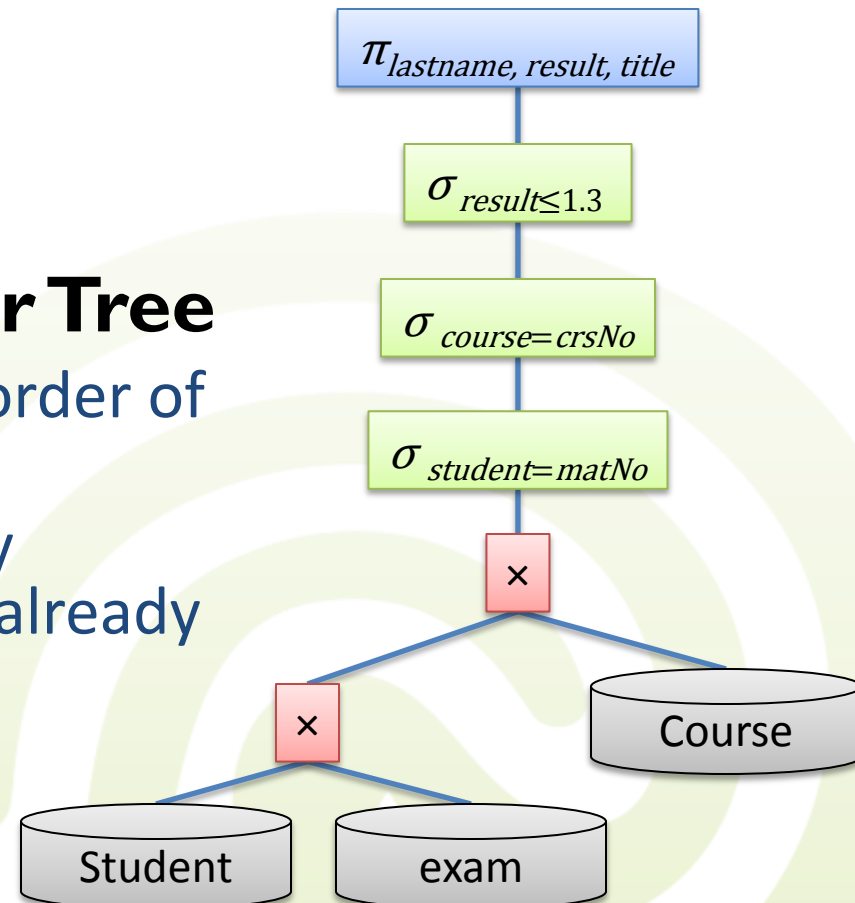 π lastname, result, title
σ result≤1.3
r Tree
σ course=crsNo
order of
σ student=matNo
y
×
already
Course
×
Student
exam